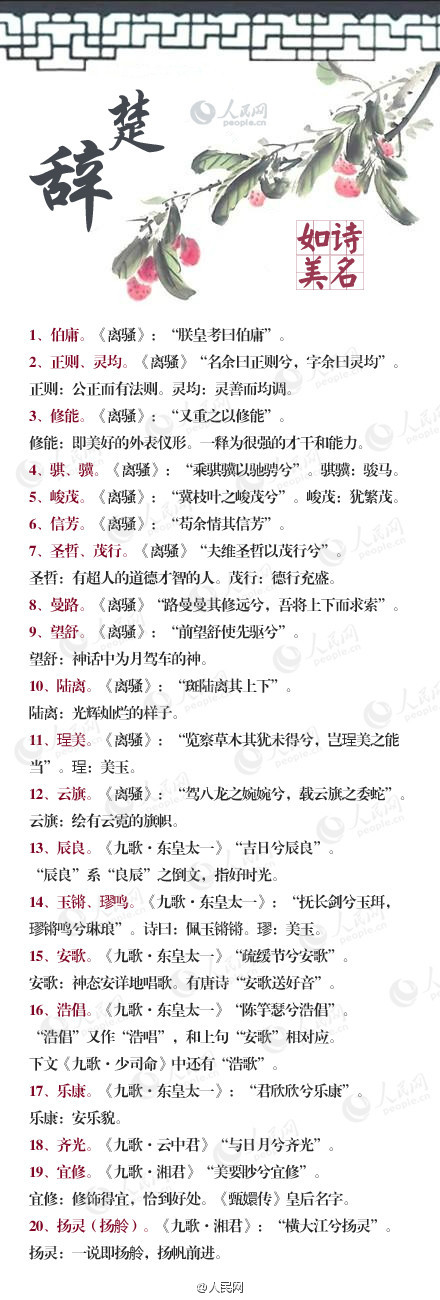 人民网
people.cn
楚
辞
如诗
美名
1、伯庸。《离骚》：“朕皇考曰伯庸”。
2、正则、灵均。《离骚》“名余曰正则兮，字余曰灵均”。
正则：公正而有法则。灵均：灵善而均调。
3、修能。《离骚》：“又重之以修能”。
修能：即美好的外表仪形。一释为很强的才干和能力。
4、骐、骥。《离骚》：“乘骐骥以驰骋兮”。骐骥：骏马。
5、峻茂。《离骚》：“冀枝叶之峻茂兮”。峻茂：犹繁茂。
6、信芳。《离骚》：“苟余情其信芳”。
7、圣哲、茂行。《离骚》“夫维圣哲以茂行兮”。
圣哲：有超人的道德才智的人。茂行：德行充盛。
8、曼路。《离骚》“路曼曼其修远兮，吾将上下而求索”。
9、望舒。《离骚》：“前望舒使先驱兮”。
望舒：神话中为月驾车的神。
10、陆离。《离骚》：“斑陆离其上下”。
陆离：光辉灿烂的样子。
11、珵美。《离骚》：“览察草木其犹未得兮，岂珵美之能
当”。珵：美玉。
12、云旗。《离骚》：“驾八龙之婉婉兮，载云旗之委蛇”。
云旗：绘有云霓的旗帜。
13、辰良。《九歌·东皇太一》“吉日兮辰良”。
“辰良”系“良辰”之倒文，指好时光。
14、玉锵、璆鸣。《九歌·东皇太一》：“抚长剑兮玉珥，
璆锵鸣兮琳琅”。诗曰：佩玉锵锵。璆：美玉。
15、安歌。《九歌·东皇太一》“疏缓节兮安歌”。
安歌：神态安详地唱歌。有唐诗“安歌送好音”。
16、浩倡。《九歌·东皇太一》“陈竽瑟兮浩倡”。
“浩倡”又作“浩唱”，和上句“安歌”相对应。
下文《九歌·少司命》中还有“浩歌”。
17、乐康。《九歌·东皇太一》：“君欣欣兮乐康”。
乐康：安乐貌。
18、齐光。《九歌·云中君》“与日月兮齐光”。
19、宜修。《九歌·湘君》“美要眇兮宜修”。
宜修：修饰得宜，恰到好处。《甄嬛传》皇后名字。
20、扬灵（扬舲）。《九歌·湘君》：“横大江兮扬灵”。
扬灵：一说即扬舲，扬帆前进。
@人民网